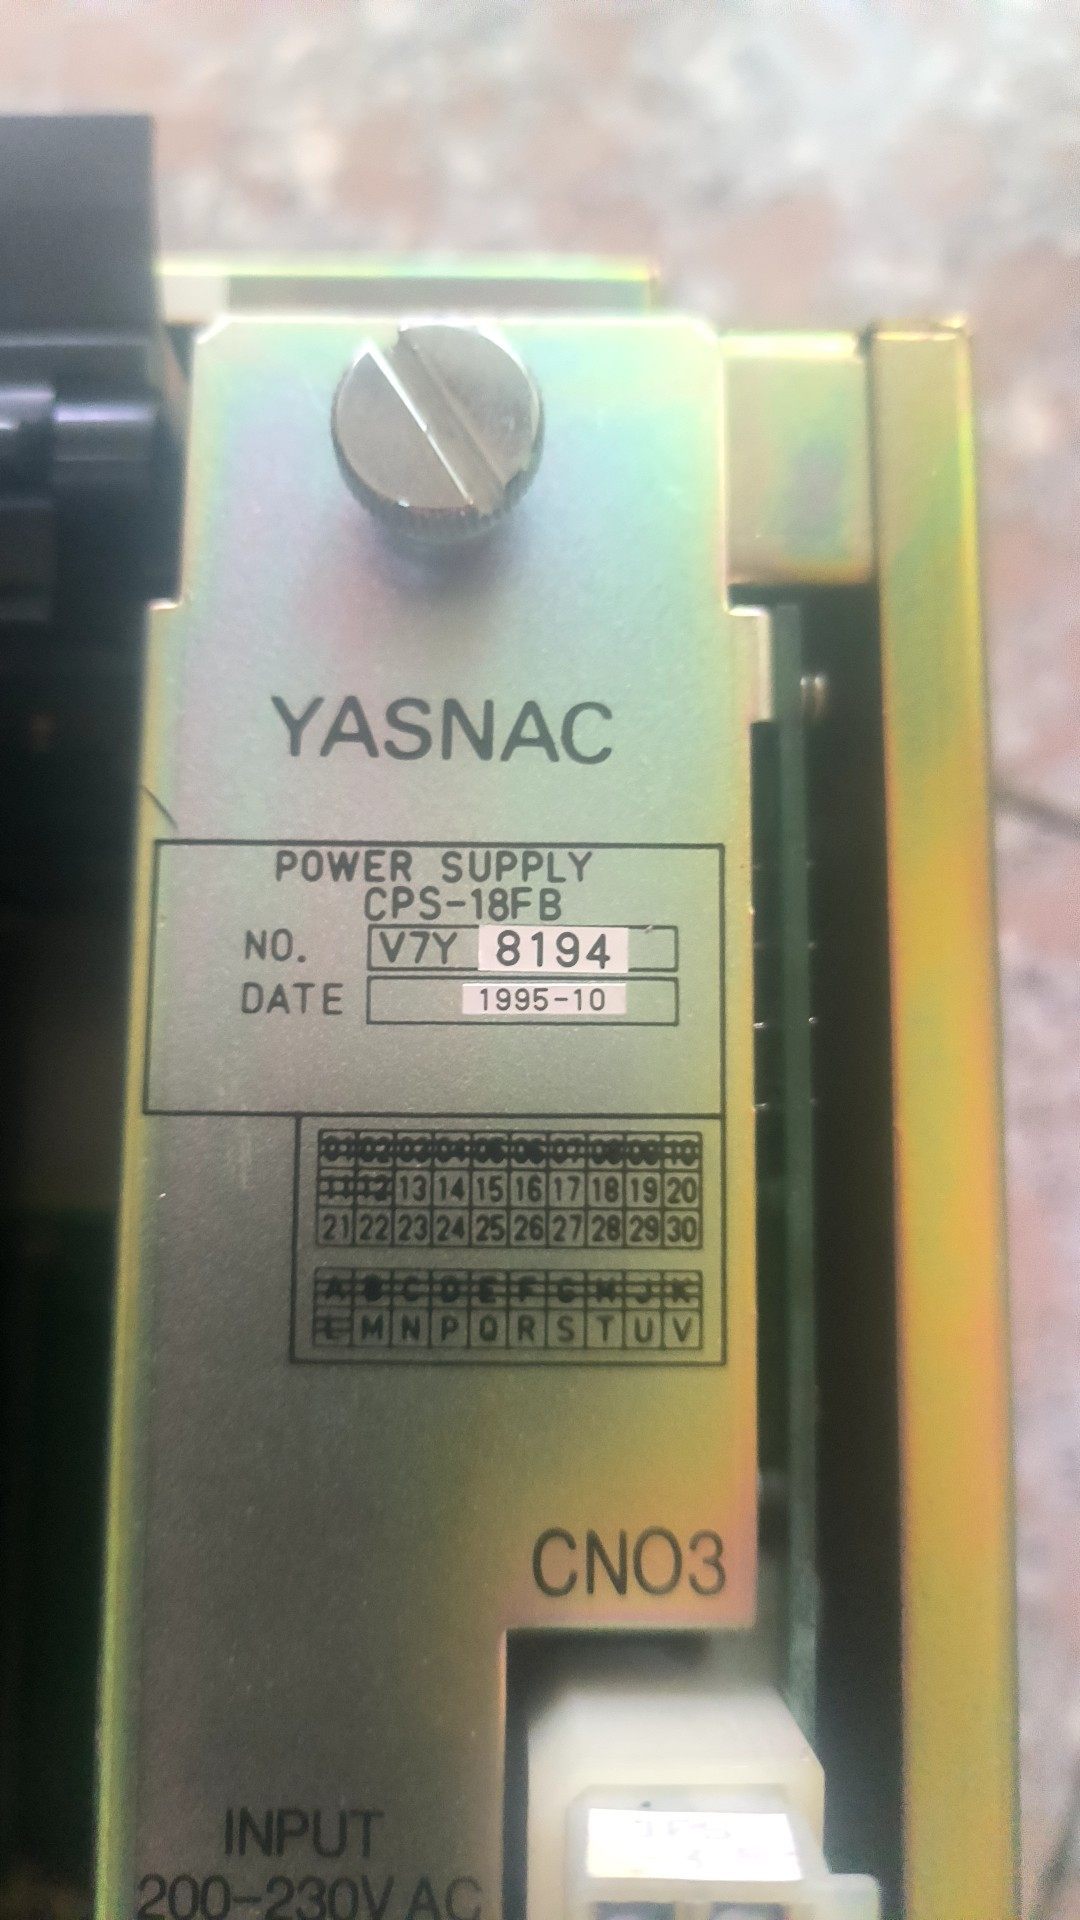 YASNAC
POWER SUPPLY
CPS-18FB
NO. V7Y 8194
DATE 1995-10
01 02 03 04 05 06 07 08 09 10
11 12 13 14 15 16 17 18 19 20
21 22 23 24 25 26 27 28 29 30
A B C D E F G H J K
L M N P Q R S T U V
CN03
INPUT
200-230V AC